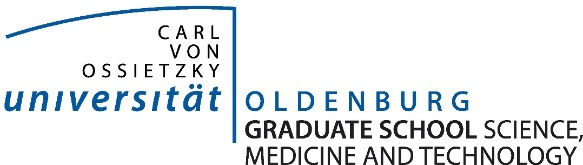 CARL
VON
OSSIETZKY
universität
OLDENBURG
GRADUATE SCHOOL SCIENCE,
MEDICINE AND TECHNOLOGY